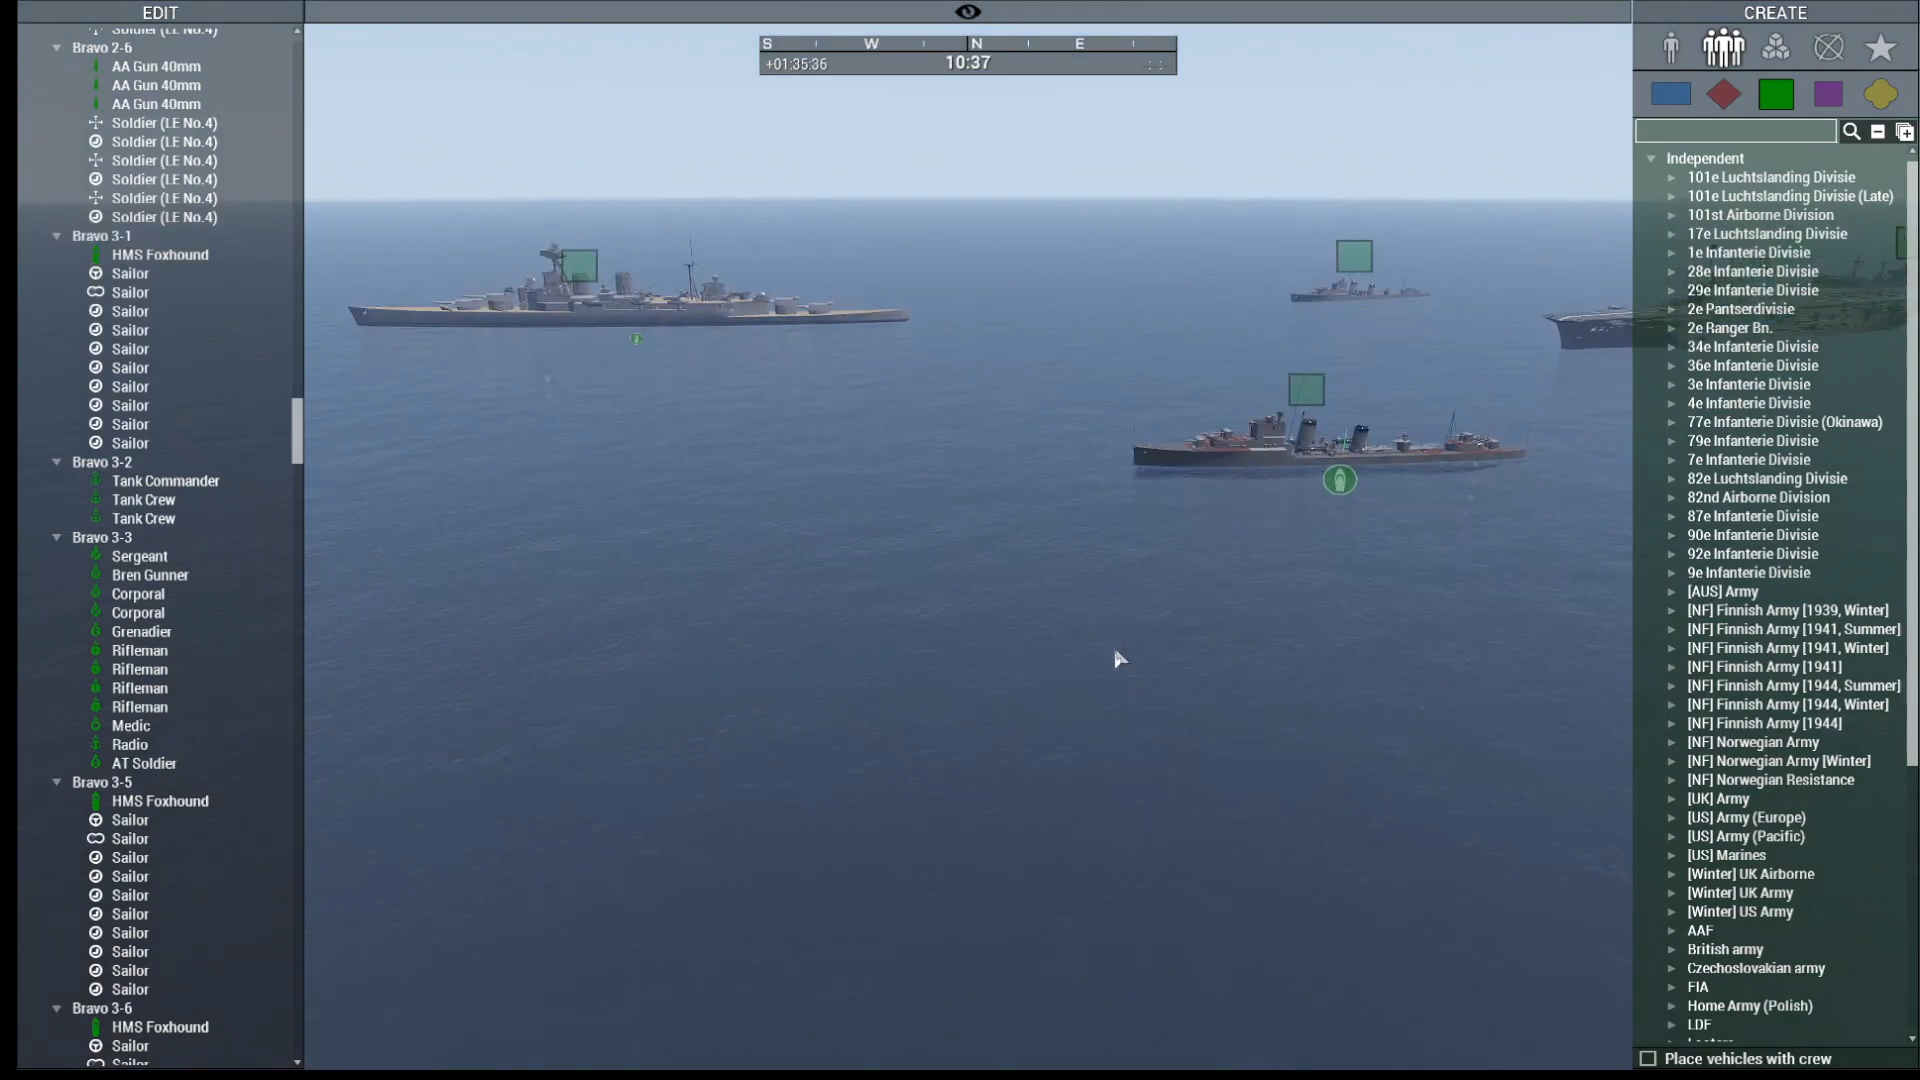 EDIT
Soldier (LE No.4)
Bravo 2-6
AA Gun 40mm
AA Gun 40mm
AA Gun 40mm
Soldier (LE No.4)
Soldier (LE No.4)
Soldier (LE No.4)
Soldier (LE No.4)
Soldier (LE No.4)
Soldier (LE No.4)
Bravo 3-1
HMS Foxhound
Sailor
Sailor
Sailor
Sailor
Sailor
Sailor
Sailor
Sailor
Sailor
Sailor
Bravo 3-2
Tank Commander
Tank Crew
Tank Crew
Bravo 3-3
Sergeant
Bren Gunner
Corporal
Corporal
Grenadier
Rifleman
Rifleman
Rifleman
Rifleman
Medic
Radio
AT Soldier
Bravo 3-5
HMS Foxhound
Sailor
Sailor
Sailor
Sailor
Sailor
Sailor
Sailor
Sailor
Sailor
Sailor
Bravo 3-6
HMS Foxhound
Sailor
Sailor
S W N E
+01:35:36 10:37
CREATE
Independent
101e Luchtslanding Divisie
101e Luchtslanding Divisie (Late)
101st Airborne Division
17e Luchtslanding Divisie
1e Infanterie Divisie
28e Infanterie Divisie
29e Infanterie Divisie
2e Pantserdivisie
2e Ranger Bn.
34e Infanterie Divisie
36e Infanterie Divisie
3e Infanterie Divisie
4e Infanterie Divisie
77e Infanterie Divisie (Okinawa)
79e Infanterie Divisie
7e Infanterie Divisie
82e Luchtslanding Divisie
82nd Airborne Division
87e Infanterie Divisie
90e Infanterie Divisie
92e Infanterie Divisie
9e Infanterie Divisie
[AUS] Army
[NF] Finnish Army [1939, Winter]
[NF] Finnish Army [1941, Summer]
[NF] Finnish Army [1941, Winter]
[NF] Finnish Army [1941]
[NF] Finnish Army [1944, Summer]
[NF] Finnish Army [1944, Winter]
[NF] Finnish Army [1944]
[NF] Norwegian Army
[NF] Norwegian Army [Winter]
[NF] Norwegian Resistance
[UK] Army
[US] Army (Europe)
[US] Army (Pacific)
[US] Marines
[Winter] UK Airborne
[Winter] UK Army
[Winter] US Army
AAF
British army
Czechoslovakian army
FIA
Home Army (Polish)
LDF
Looters
Place vehicles with crew